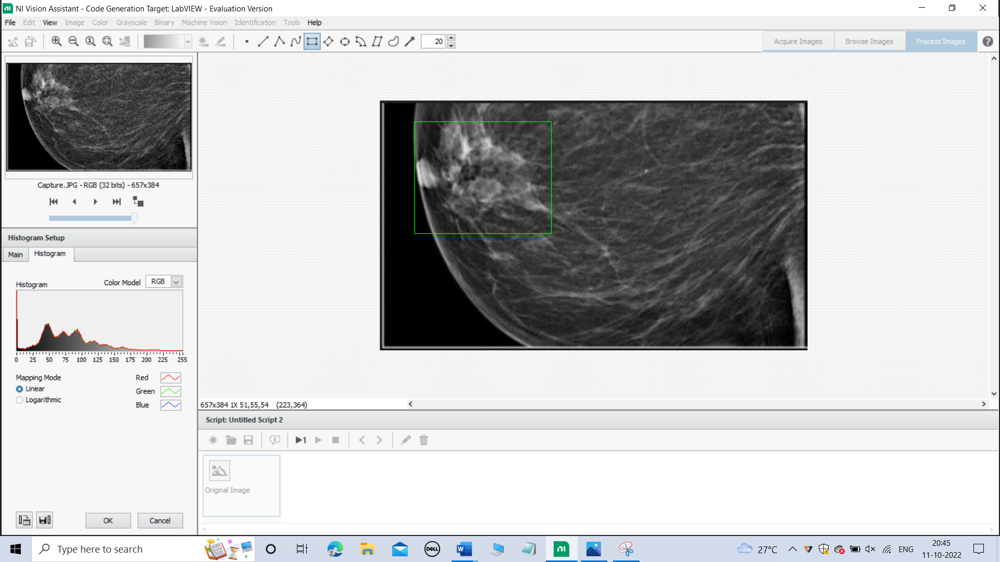 NI Vision Assistant - Code Generation Target: LabVIEW - Evaluation Version
File Edit View Image Color Grayscale Binary Machine Vision Identification Tools Help
20
Acquire Images Browse Images Process Images
Capture.JPG - RGB (32 bits) - 657x384
Histogram Setup
Main Histogram
Histogram Color Model RGB
0 25 50 75 100 125 150 175 200 225 255
Mapping Mode
Linear
Logarithmic
Red
Green
Blue
OK Cancel
657x384 1X 51,55,54 (223,364)
Script: Untitled Script 2
1
Original Image
Type here to search
DELL
W
27°C
ENG
20:45
11-10-2022